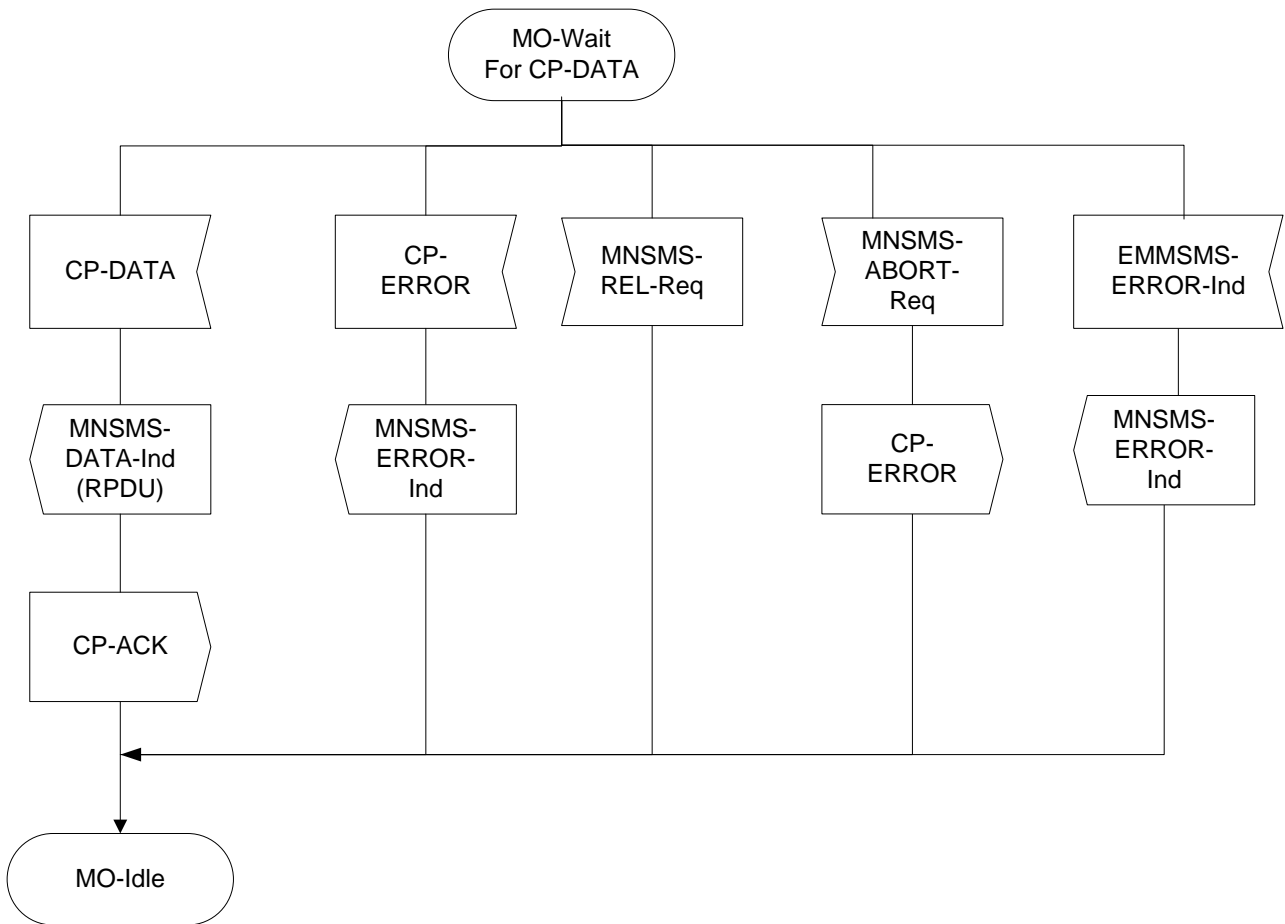 MO-Wait
For CP-DATA
CP-DATA
CP-
ERROR
MNSMS-
REL-Req
MNSMS-
ABORT-
Req
EMMSMS-
ERROR-Ind
MNSMS-
DATA-Ind
(RPDU)
MNSMS-
ERROR-
Ind
CP-
ERROR
MNSMS-
ERROR-
Ind
CP-ACK
MO-Idle